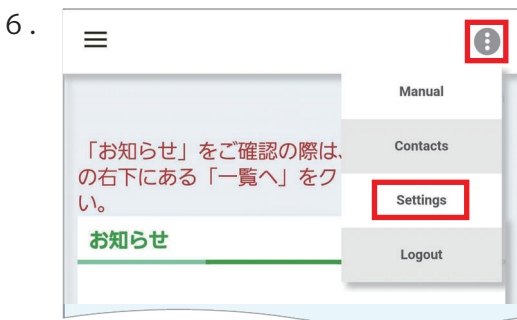 6.
Manual
Contacts
Settings
Logout
「お知らせ」をご確認の際は、
の右下にある「一覧へ」をク
い。
お知らせ